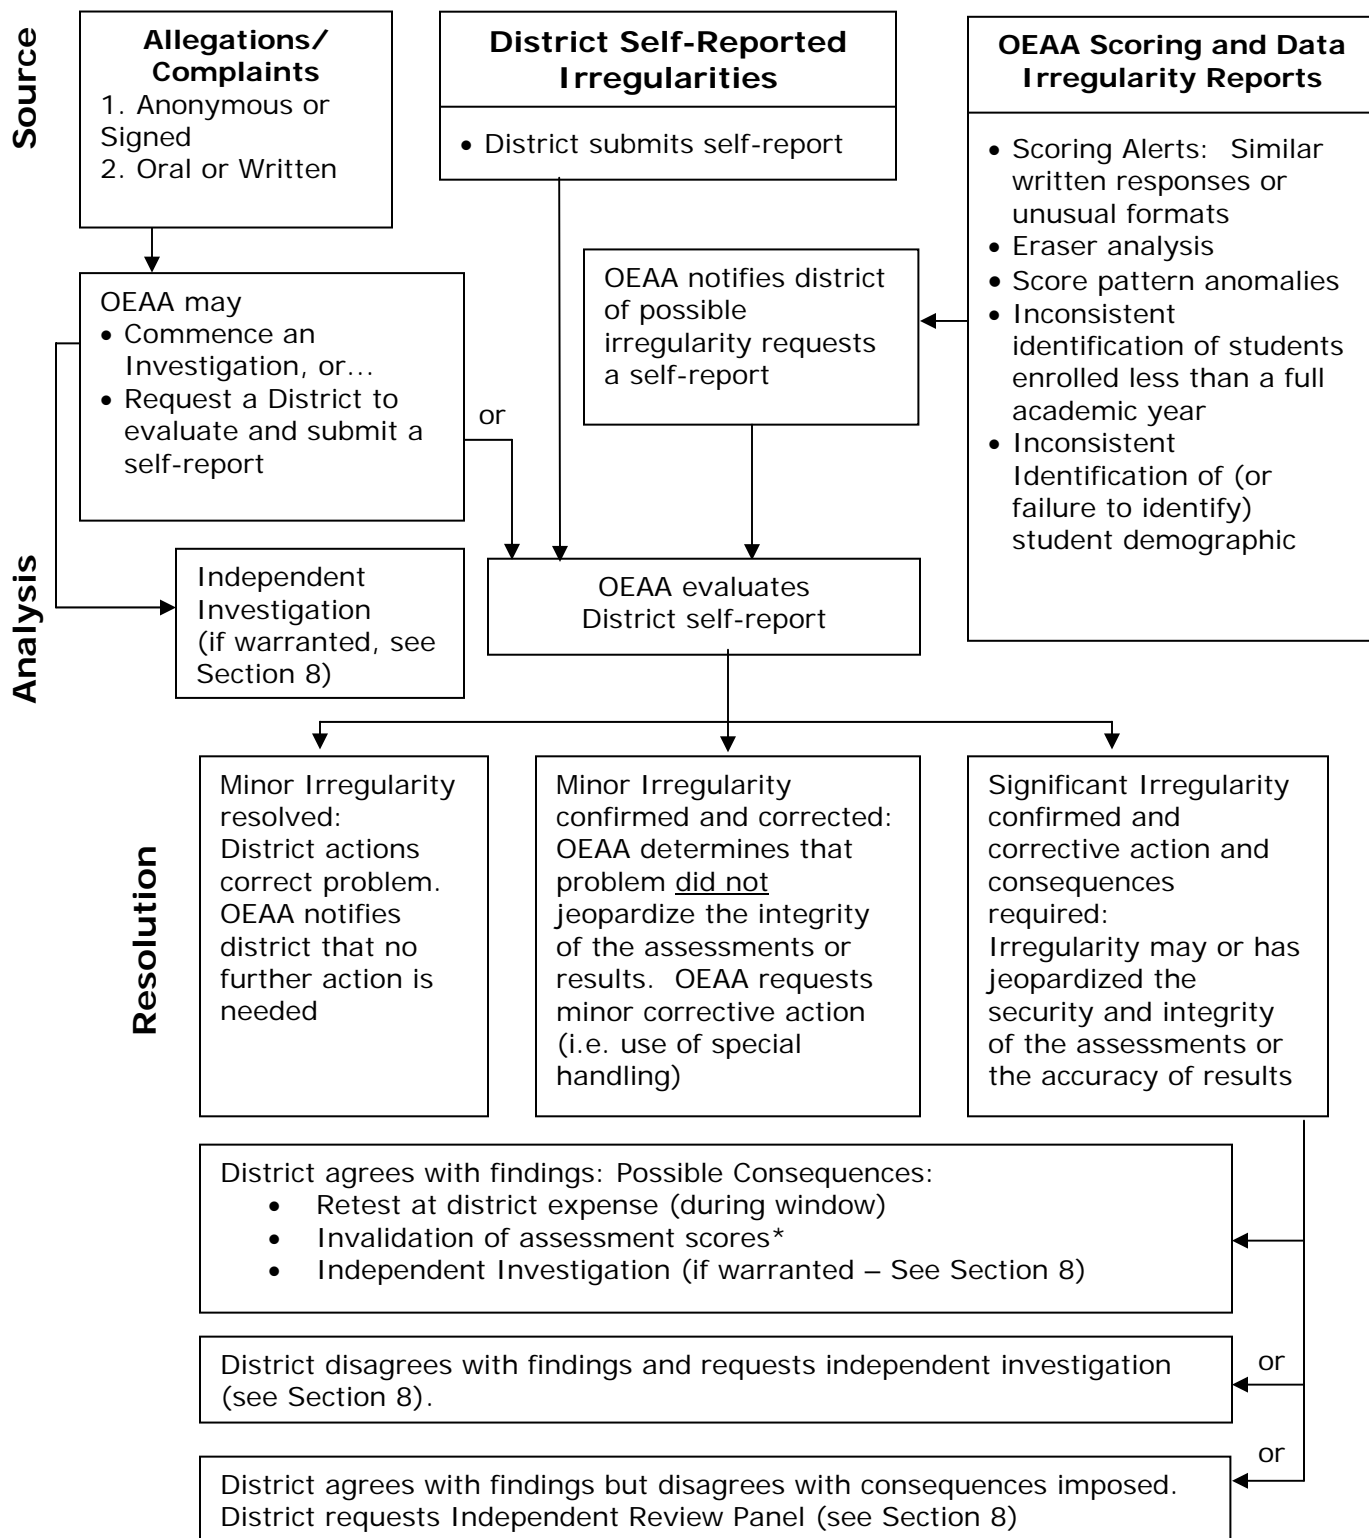 Source
Allegations/
Complaints
1. Anonymous or
Signed
2. Oral or Written
District Self-Reported
Irregularities
• District submits self-report
OEAA Scoring and Data
Irregularity Reports
• Scoring Alerts: Similar
written responses or
unusual formats
• Eraser analysis
• Score pattern anomalies
• Inconsistent
identification of students
enrolled less than a full
academic year
• Inconsistent
Identification of (or
failure to identify)
student demographic
OEAA may
• Commence an
Investigation, or…
• Request a District to
evaluate and submit a
self-report
or
OEAA notifies district
of possible
irregularity requests
a self-report
Analysis
Independent
Investigation
(if warranted, see
Section 8)
OEAA evaluates
District self-report
Resolution
Minor Irregularity
resolved:
District actions
correct problem.
OEAA notifies
district that no
further action is
needed
Minor Irregularity
confirmed and corrected:
OEAA determines that
problem did not
jeopardize the integrity
of the assessments or
results. OEAA requests
minor corrective action
(i.e. use of special
handling)
Significant Irregularity
confirmed and
corrective action and
consequences
required:
Irregularity may or has
jeopardized the
security and integrity
of the assessments or
the accuracy of results
District agrees with findings: Possible Consequences:
• Retest at district expense (during window)
• Invalidation of assessment scores*
• Independent Investigation (if warranted – See Section 8)
District disagrees with findings and requests independent investigation
(see Section 8).
or
District agrees with findings but disagrees with consequences imposed.
District requests Independent Review Panel (see Section 8)
or